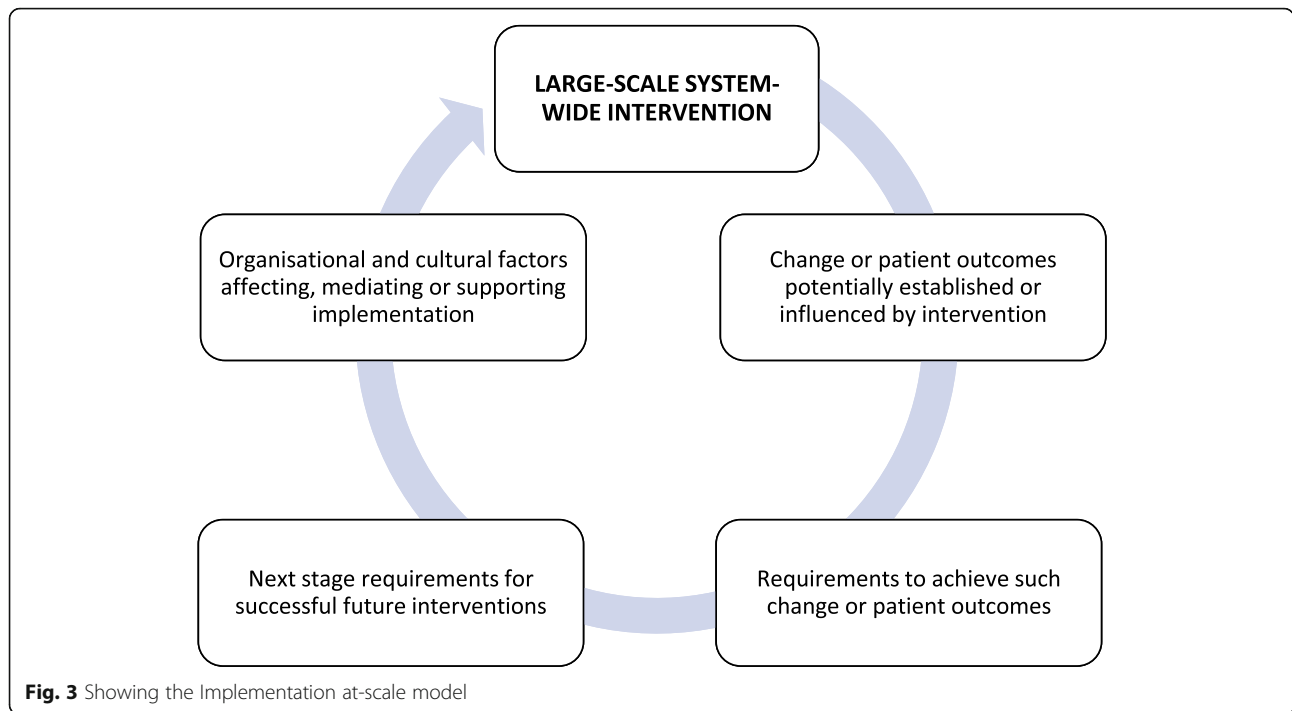 LARGE-SCALE SYSTEM-
WIDE INTERVENTION
Change or patient outcomes
potentially established or
influenced by intervention
Requirements to achieve such
change or patient outcomes
Next stage requirements for
successful future interventions
Organisational and cultural factors
affecting, mediating or supporting
implementation
Fig. 3 Showing the Implementation at-scale model